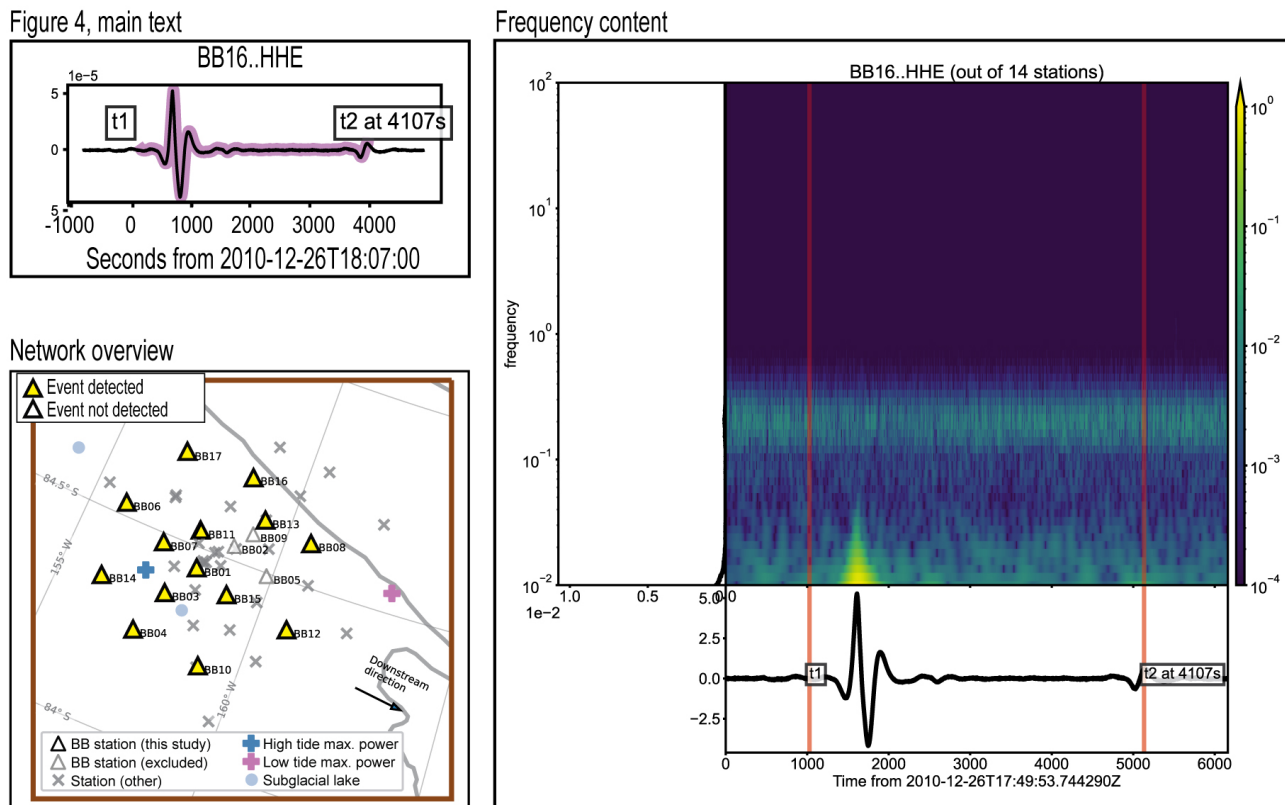 Figure 4, main text
BB16..HHE
1e−5
5
0
5
t1
t2 at 4107s
-1000 0 1000 2000 3000 4000
Seconds from 2010-12-26T18:07:00
Network overview
Event detected
Event not detected
BB17
BB16
84.5° S
BB06
BB13
BB11
BB09
BB07
BB02
BB08
155° W
BB01
BB14
BB05
BB03
BB15
BB04
BB12
BB10
Downstream
direction
160° W
84° S
BB station (this study)
BB station (excluded)
Station (other)
High tide max. power
Low tide max. power
Subglacial lake
Frequency content
BB16..HHE (out of 14 stations)
frequency
10^2
10^1
10^0
10^−1
10^−2
10^0
10^−1
10^−2
10^−3
10^−4
1.0 0.5 0.0
1e−2
5.0
2.5
0.0
−2.5
t1
t2 at 4107s
0 1000 2000 3000 4000 5000 6000
Time from 2010-12-26T17:49:53.744290Z